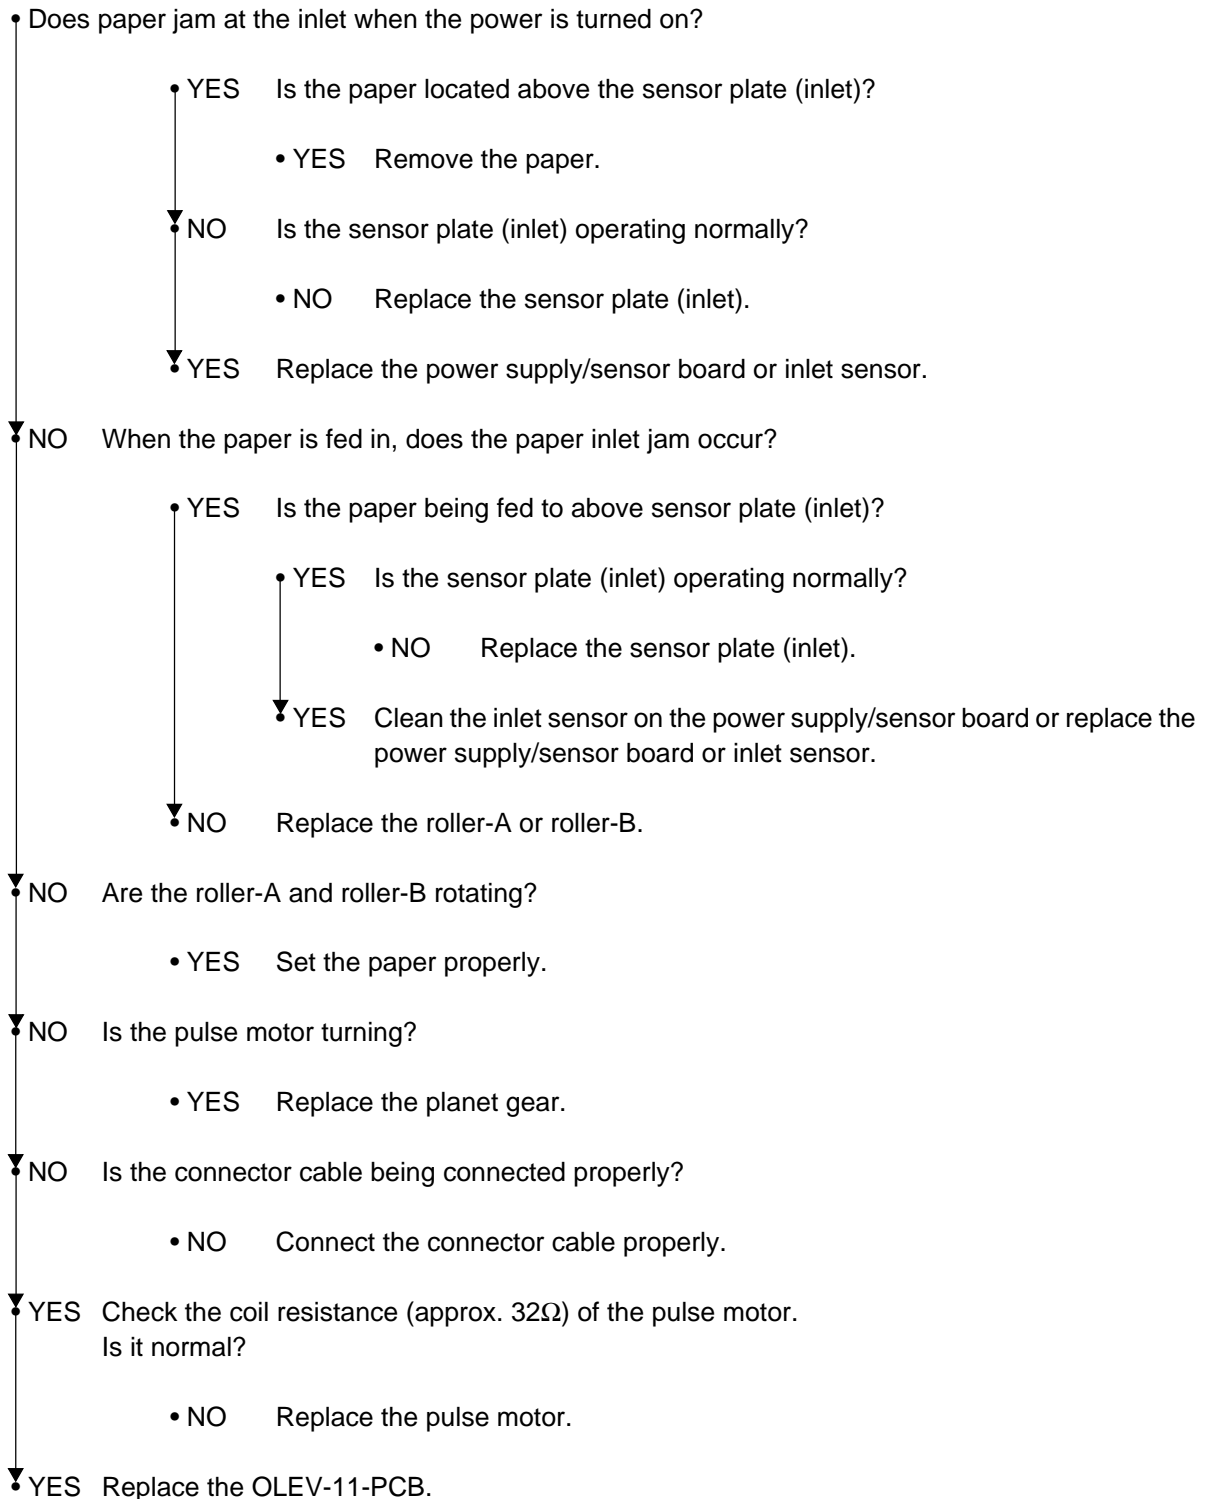 • Does paper jam at the inlet when the power is turned on?
• YES Is the paper located above the sensor plate (inlet)?
• YES Remove the paper.
• NO Is the sensor plate (inlet) operating normally?
• NO Replace the sensor plate (inlet).
• YES Replace the power supply/sensor board or inlet sensor.
• NO When the paper is fed in, does the paper inlet jam occur?
• YES Is the paper being fed to above sensor plate (inlet)?
• YES Is the sensor plate (inlet) operating normally?
• NO Replace the sensor plate (inlet).
• YES Clean the inlet sensor on the power supply/sensor board or replace the
power supply/sensor board or inlet sensor.
• NO Replace the roller-A or roller-B.
• NO Are the roller-A and roller-B rotating?
• YES Set the paper properly.
• NO Is the pulse motor turning?
• YES Replace the planet gear.
• NO Is the connector cable being connected properly?
• NO Connect the connector cable properly.
• YES Check the coil resistance (approx. 32Ω) of the pulse motor.
Is it normal?
• NO Replace the pulse motor.
• YES Replace the OLEV-11-PCB.